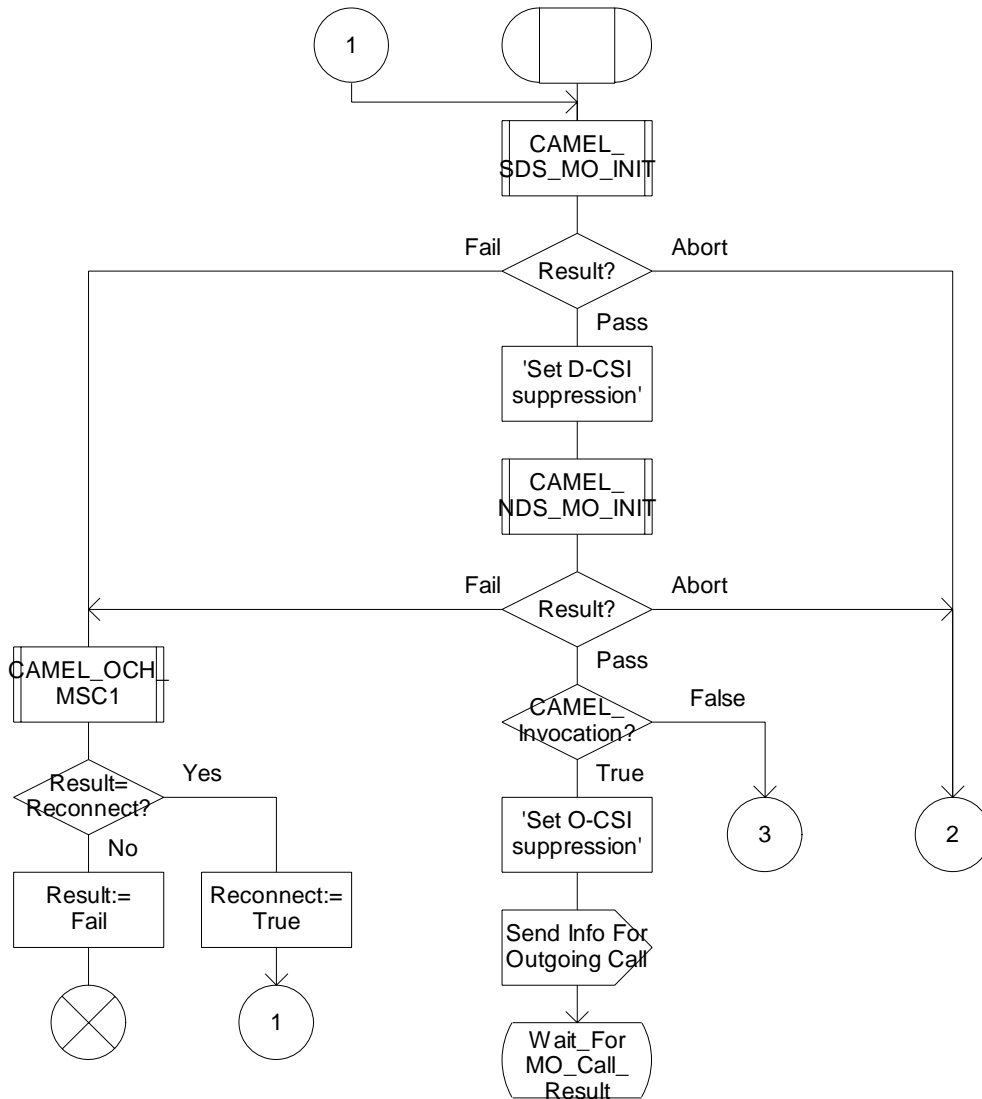 1
CAMEL_
SDS_MO_INIT
Fail
Abort
Result?
Pass
'Set D-CSI
suppression'
CAMEL_
NDS_MO_INIT
Fail
Abort
Result?
Pass
CAMEL_OCH_
MSC1
CAMEL_
Invocation?
False
True
Result=
Reconnect?
Yes
No
'Set O-CSI
suppression'
3
2
Result:=
Fail
Reconnect:=
True
Send Info For
Outgoing Call
1
Wait_For
MO_Call_
Result